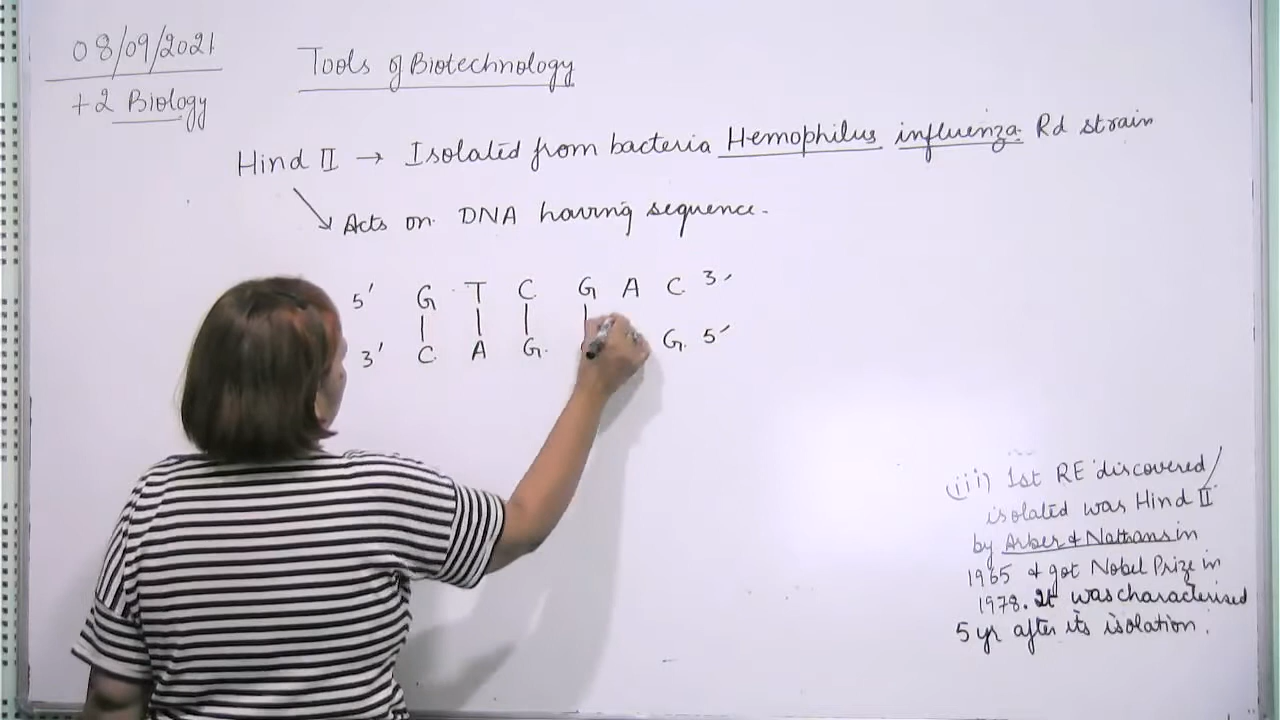 08/09/2021
+2 Biology
Tools of Biotechnology
Hind II → Isolated from bacteria Hemophilus influenza Rd strain
Acts on DNA having sequence.
5' G T C G A C 3'
3' C A G G 5'
(iii) 1st RE discovered/
isolated was Hind II
by Arber & Nathans in
1965 & got Nobel Prize in
1978. It was characterised
5 yr after its isolation.